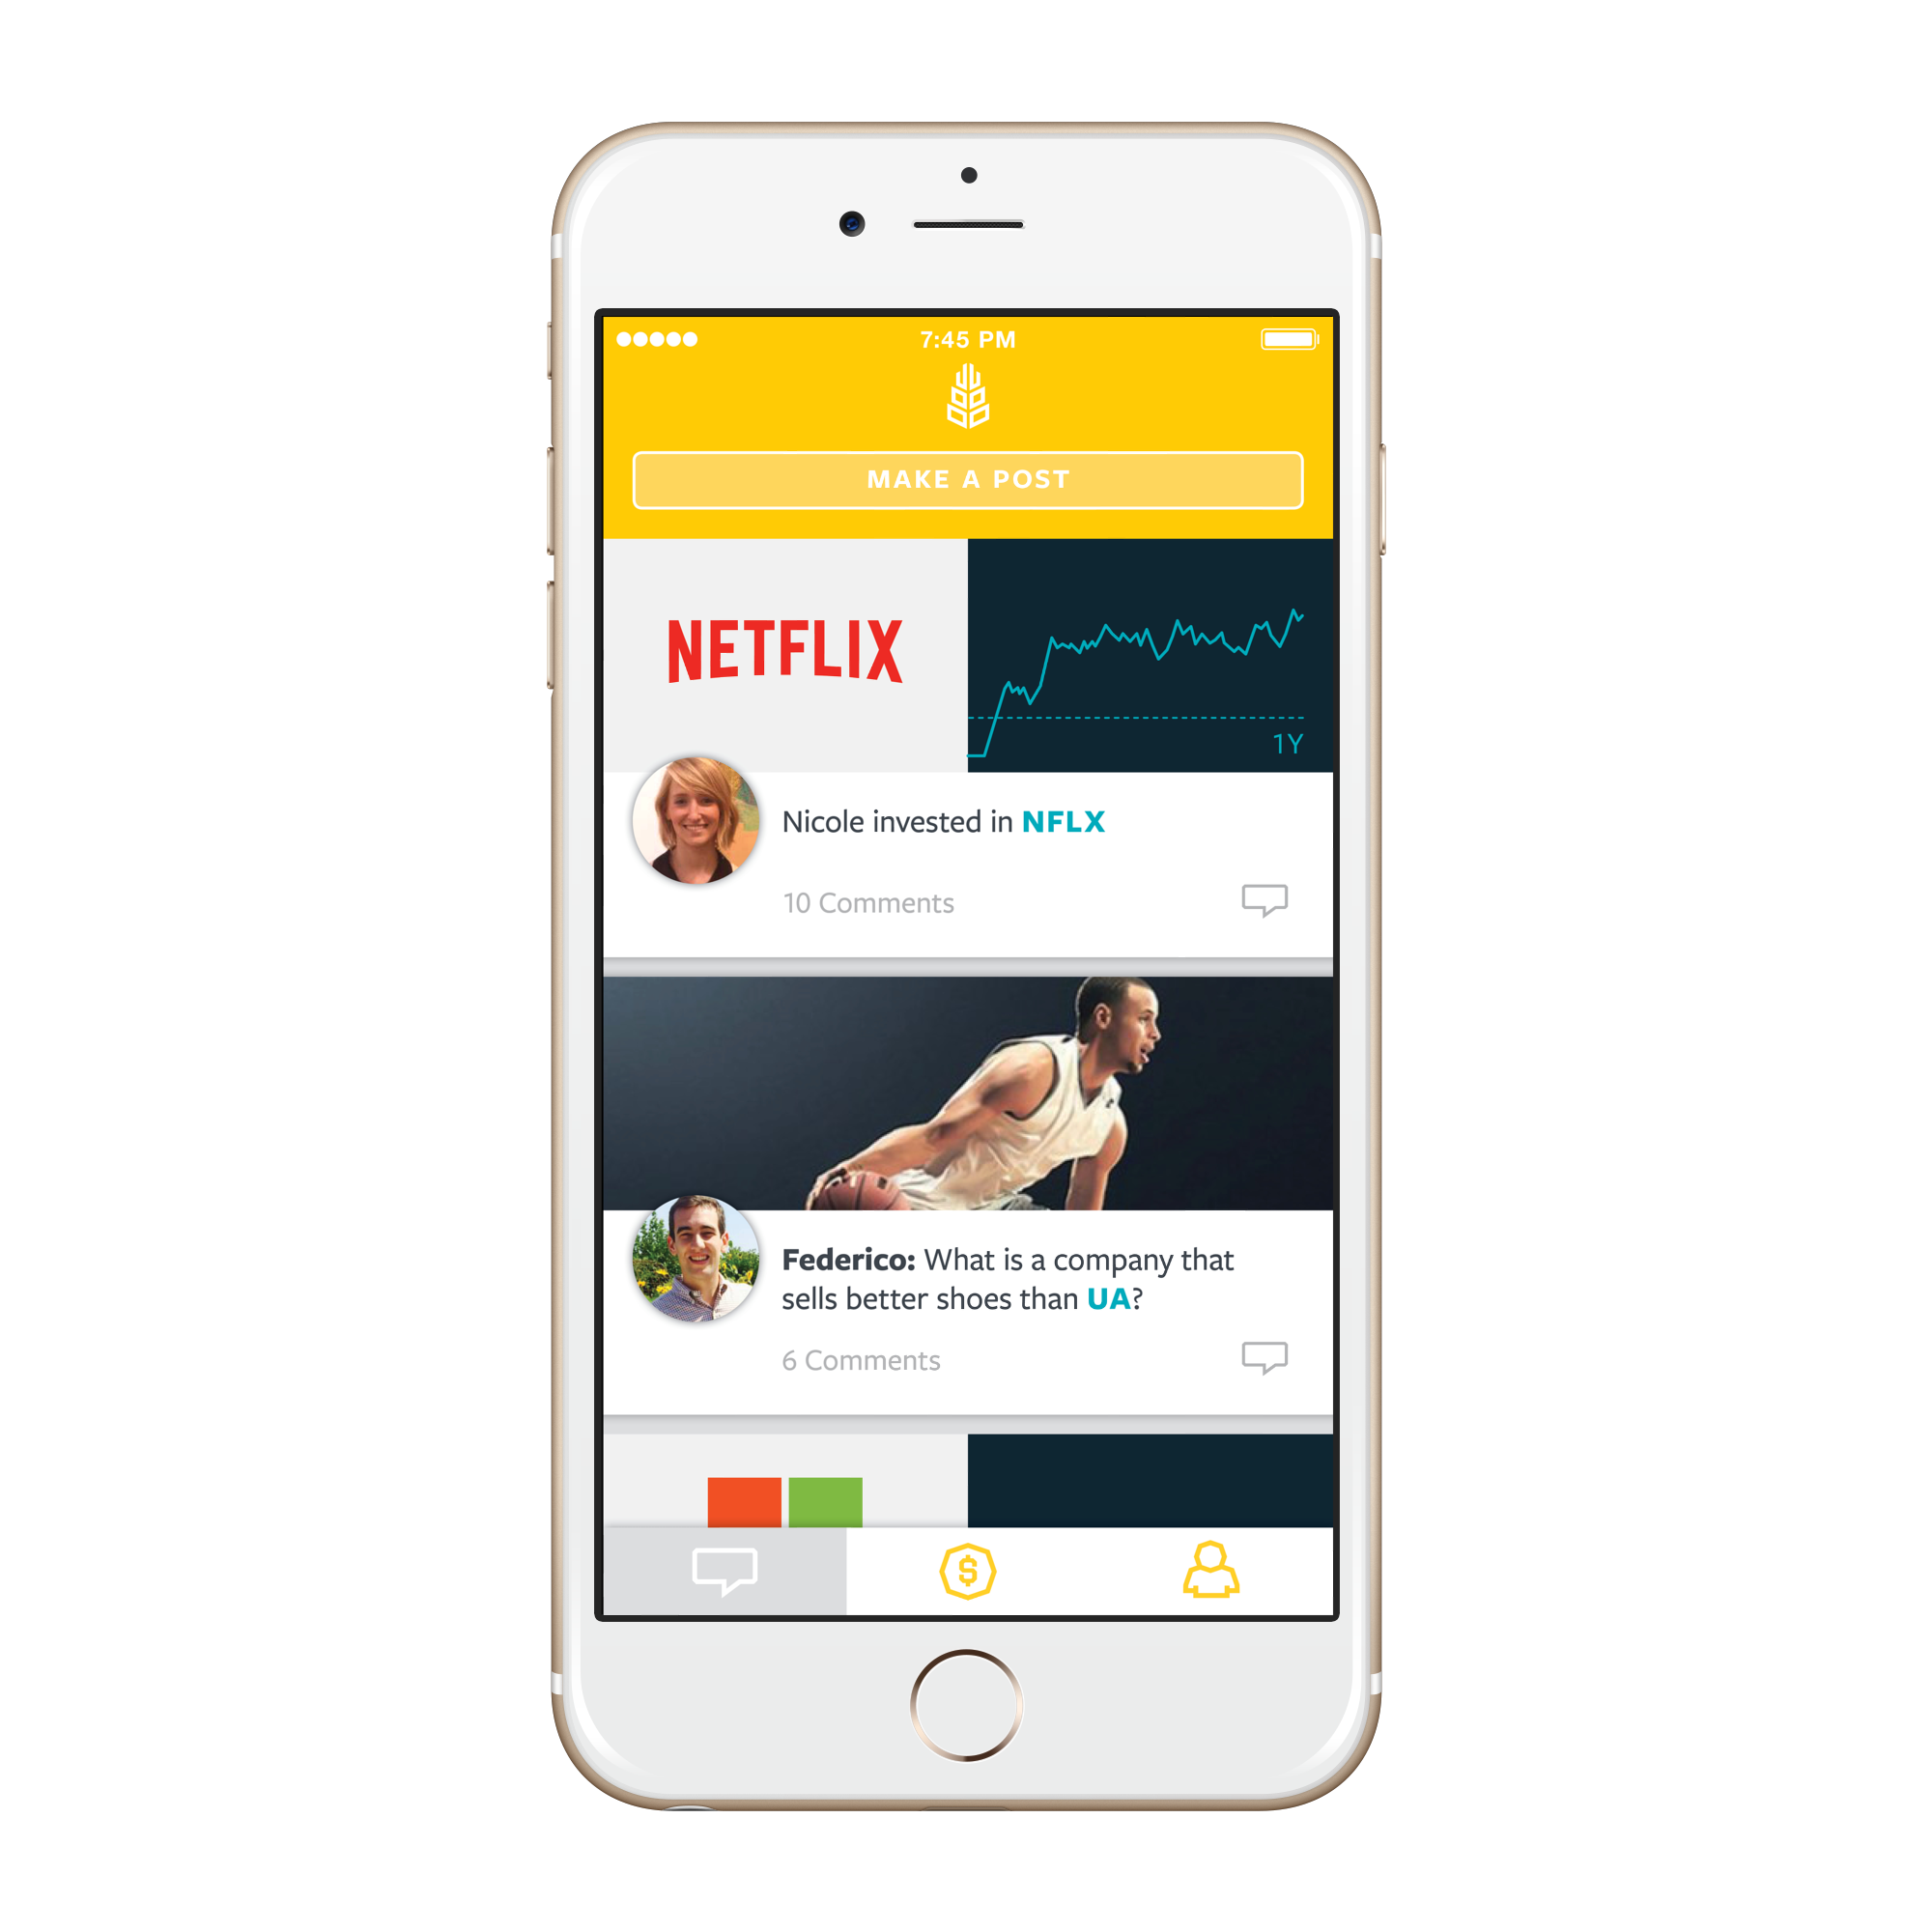 7:45 PM
MAKE A POST
NETFLIX
1Y
Nicole invested in NFLX
10 Comments
Federico: What is a company that
sells better shoes than UA?
6 Comments
$